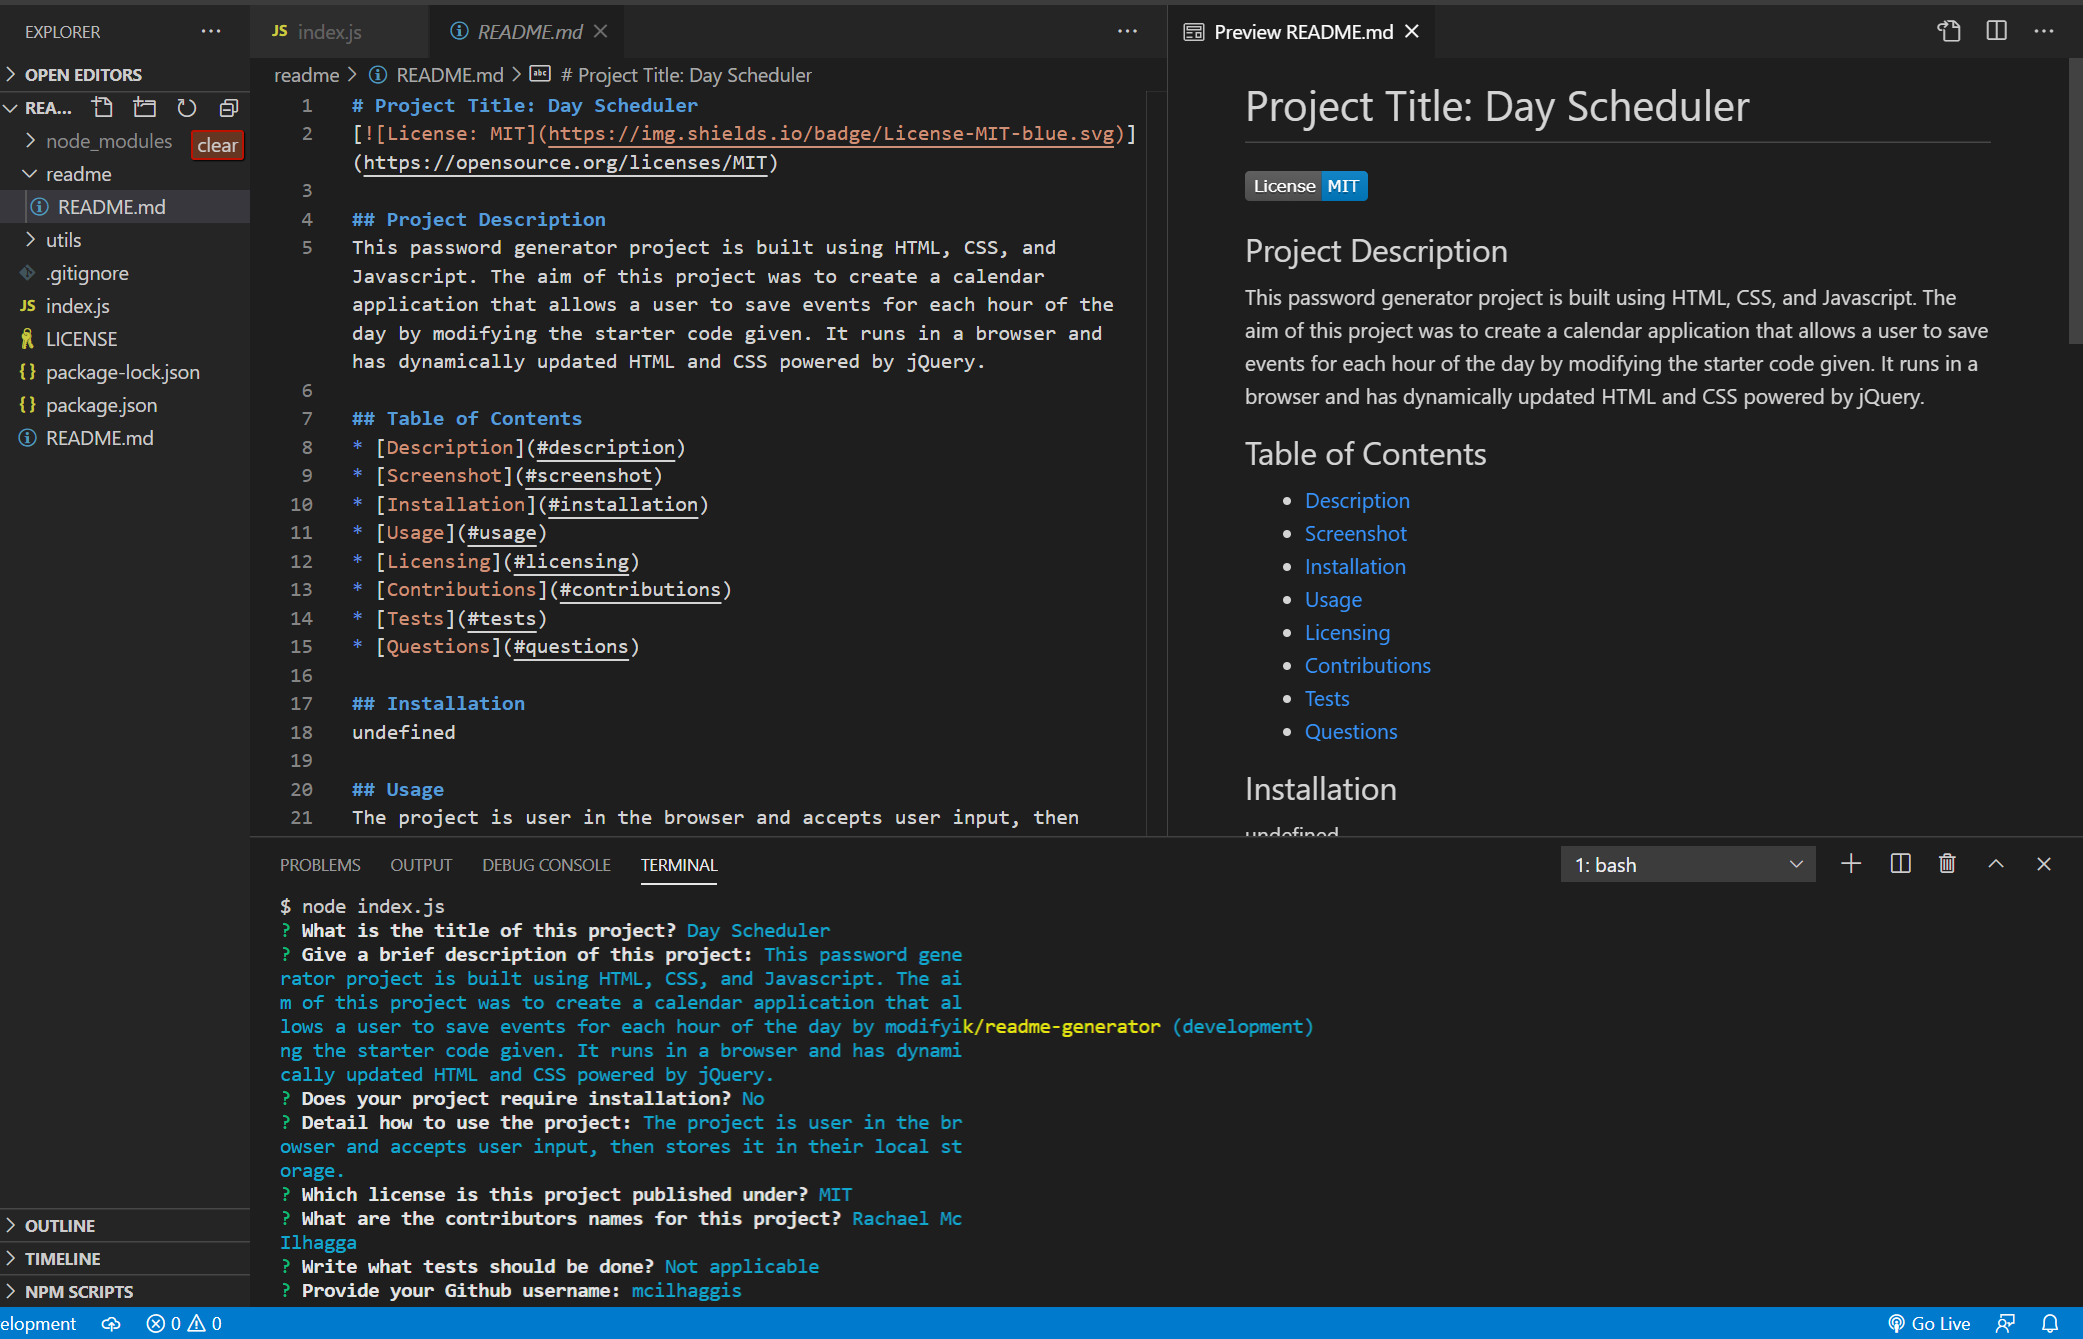 EXPLORER
OPEN EDITORS
REA...
node_modules
clear
readme
README.md
utils
.gitignore
JS index.js
LICENSE
{} package-lock.json
{} package.json
README.md
OUTLINE
TIMELINE
NPM SCRIPTS
JS index.js
README.md
readme > README.md > # Project Title: Day Scheduler
1 # Project Title: Day Scheduler
2 [![License: MIT](https://img.shields.io/badge/License-MIT-blue.svg)]
(https://opensource.org/licenses/MIT)
3
4 ## Project Description
5 This password generator project is built using HTML, CSS, and
Javascript. The aim of this project was to create a calendar
application that allows a user to save events for each hour of the
day by modifying the starter code given. It runs in a browser and
has dynamically updated HTML and CSS powered by jQuery.
6
7 ## Table of Contents
8 * [Description](#description)
9 * [Screenshot](#screenshot)
10 * [Installation](#installation)
11 * [Usage](#usage)
12 * [Licensing](#licensing)
13 * [Contributions](#contributions)
14 * [Tests](#tests)
15 * [Questions](#questions)
16
17 ## Installation
18 undefined
19
20 ## Usage
21 The project is user in the browser and accepts user input, then
Preview README.md
Project Title: Day Scheduler
License MIT
Project Description
This password generator project is built using HTML, CSS, and Javascript. The
aim of this project was to create a calendar application that allows a user to save
events for each hour of the day by modifying the starter code given. It runs in a
browser and has dynamically updated HTML and CSS powered by jQuery.
Table of Contents
• Description
• Screenshot
• Installation
• Usage
• Licensing
• Contributions
• Tests
• Questions
Installation
undefined
PROBLEMS OUTPUT DEBUG CONSOLE TERMINAL
1: bash
$ node index.js
? What is the title of this project? Day Scheduler
? Give a brief description of this project: This password gene
rator project is built using HTML, CSS, and Javascript. The ai
m of this project was to create a calendar application that al
lows a user to save events for each hour of the day by modifyik/readme-generator (development)
ng the starter code given. It runs in a browser and has dynami
cally updated HTML and CSS powered by jQuery.
? Does your project require installation? No
? Detail how to use the project: The project is user in the br
owser and accepts user input, then stores it in their local st
orage.
? Which license is this project published under? MIT
? What are the contributors names for this project? Rachael Mc
Ilhagga
? Write what tests should be done? Not applicable
? Provide your Github username: mcilhaggis
elopment
0 0
Go Live